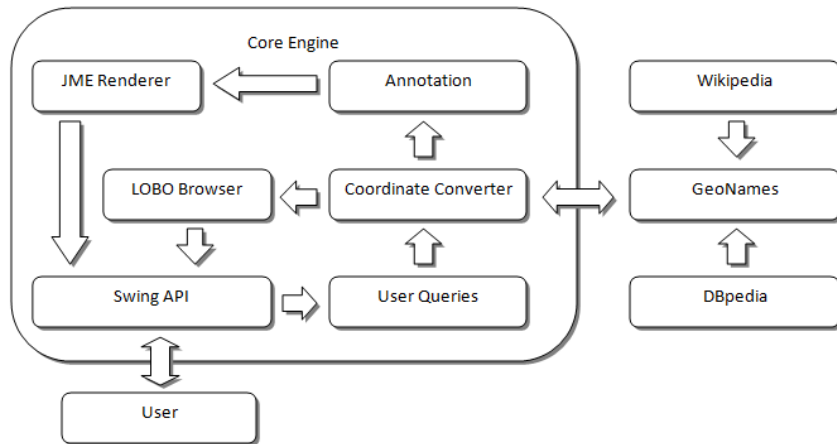 Core Engine
JME Renderer
Annotation
Wikipedia
LOBO Browser
Coordinate Converter
GeoNames
Swing API
User Queries
DBpedia
User